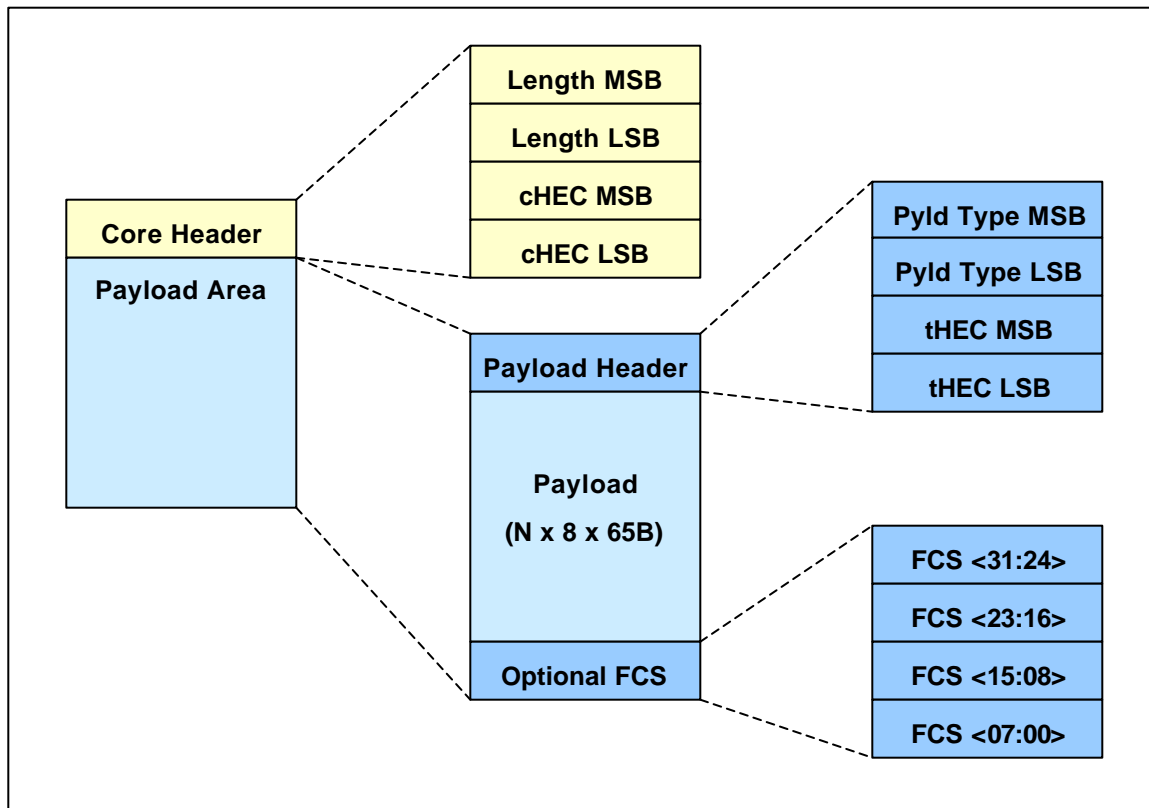 Core Header
Payload Area
Length MSB
Length LSB
cHEC MSB
cHEC LSB
Payload Header
Payload
(N x 8 x 65B)
Optional FCS
Pyld Type MSB
Pyld Type LSB
tHEC MSB
tHEC LSB
FCS <31:24>
FCS <23:16>
FCS <15:08>
FCS <07:00>